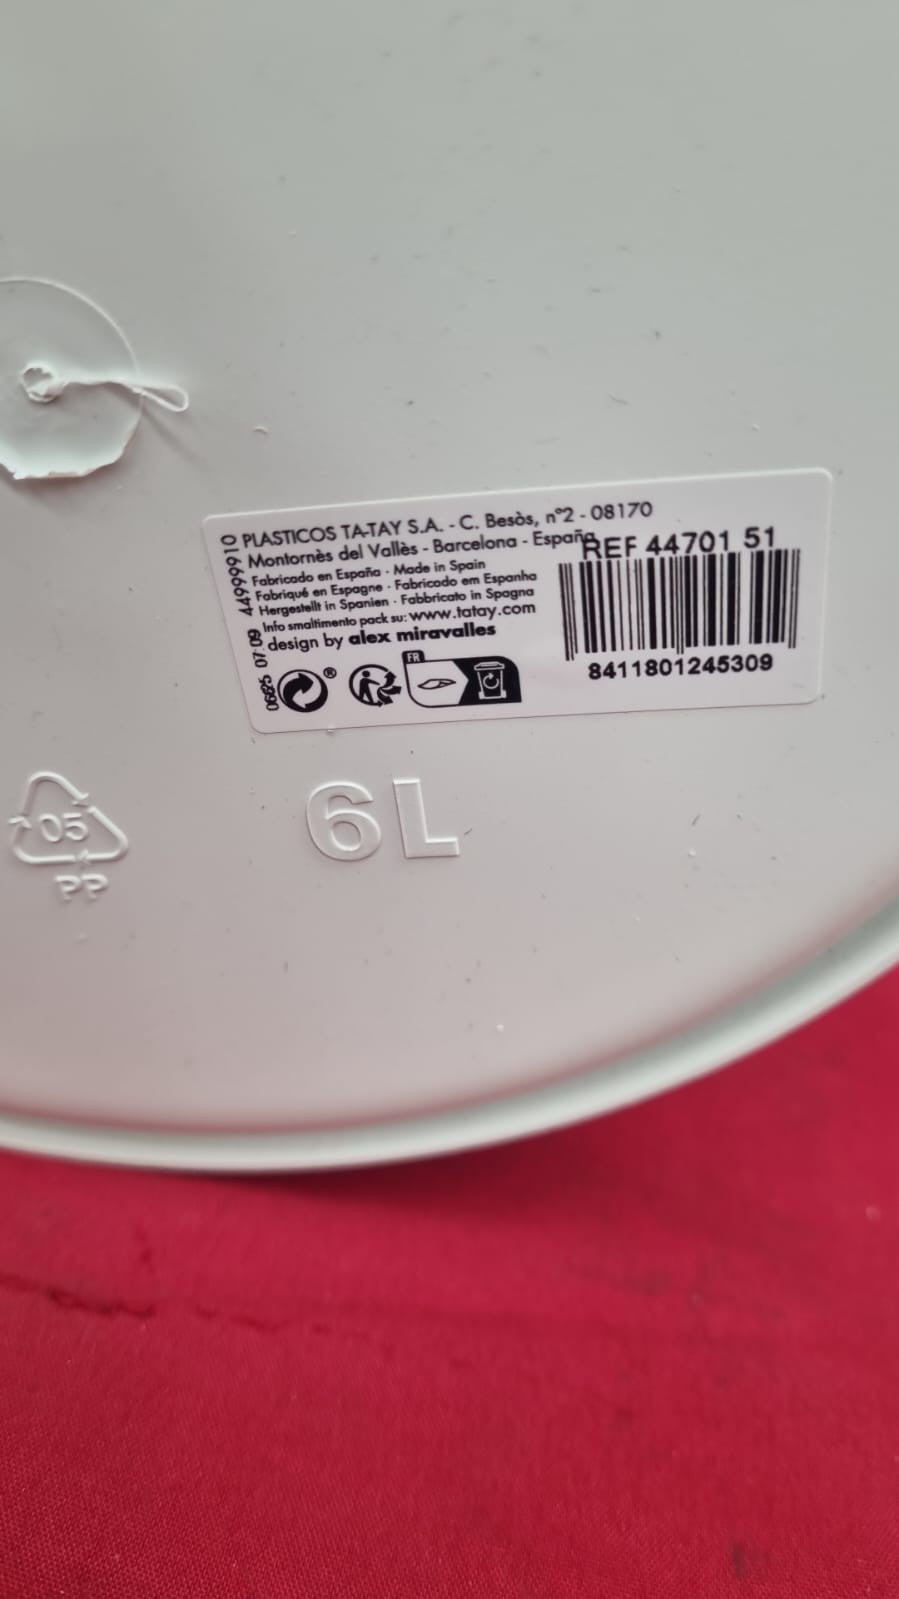 PLASTICOS TA-TAY S.A. - C. Besòs, nº2 - 08170
Montornès del Vallès - Barcelona - España
Fabricado en España · Made in Spain
Fabriqué en Espagne · Fabricado em Espanha
Hergestellt in Spanien · Fabbricato in Spagna
Info smaltimento pack su: www.tatay.com
design by alex miravalles
FR
®
REF 44701 51
8411801245309
07:09 44999910
05
PP
6L